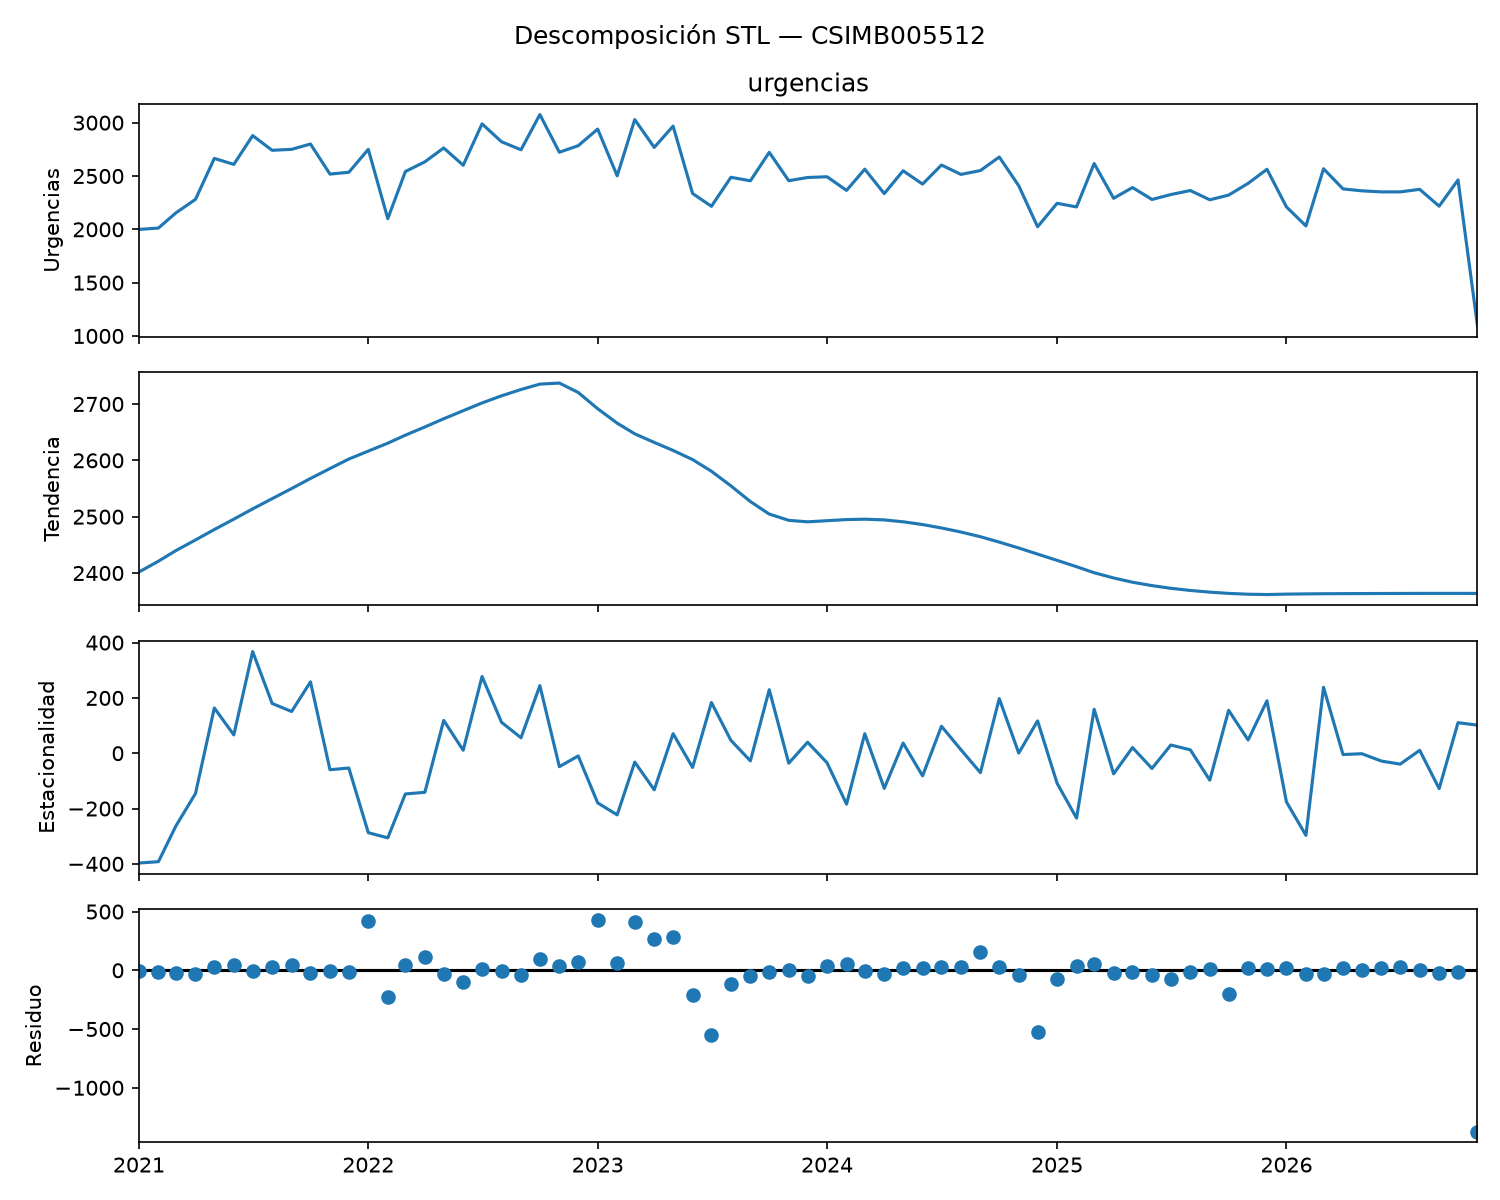 Descomposición STL — CSIMB005512
urgencias
Urgencias
3000
2500
2000
1500
1000
Tendencia
2700
2600
2500
2400
Estacionalidad
400
200
0
−200
−400
Residuo
500
0
−500
−1000
2021 2022 2023 2024 2025 2026